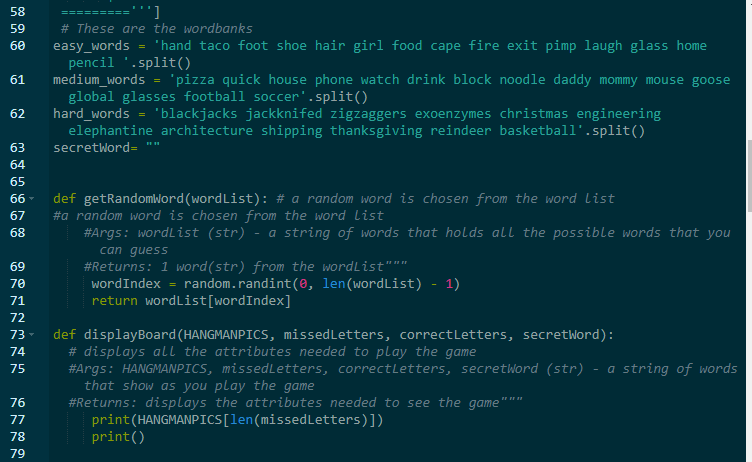 58 =========''']
59 # These are the wordbanks
60 easy_words = 'hand taco foot shoe hair girl food cape fire exit pimp laugh glass home
pencil '.split()
61 medium_words = 'pizza quick house phone watch drink block noodle daddy mommy mouse goose
global glasses football soccer'.split()
62 hard_words = 'blackjacks jackknifed zigzaggers exoenzymes christmas engineering
elephantine architecture shipping thanksgiving reindeer basketball'.split()
63 secretWord= ""
64
65
66 def getRandomWord(wordList): # a random word is chosen from the word list
67 #a random word is chosen from the word list
68 #Args: wordList (str) - a string of words that holds all the possible words that you
can guess
69 #Returns: 1 word(str) from the wordList"""
70 wordIndex = random.randint(0, len(wordList) - 1)
71 return wordList[wordIndex]
72
73 def displayBoard(HANGMANPICS, missedLetters, correctLetters, secretWord):
74 # displays all the attributes needed to play the game
75 #Args: HANGMANPICS, missedLetters, correctLetters, secretWord (str) - a string of words
that show as you play the game
76 #Returns: displays the attributes needed to see the game"""
77 print(HANGMANPICS[len(missedLetters)])
78 print()
79